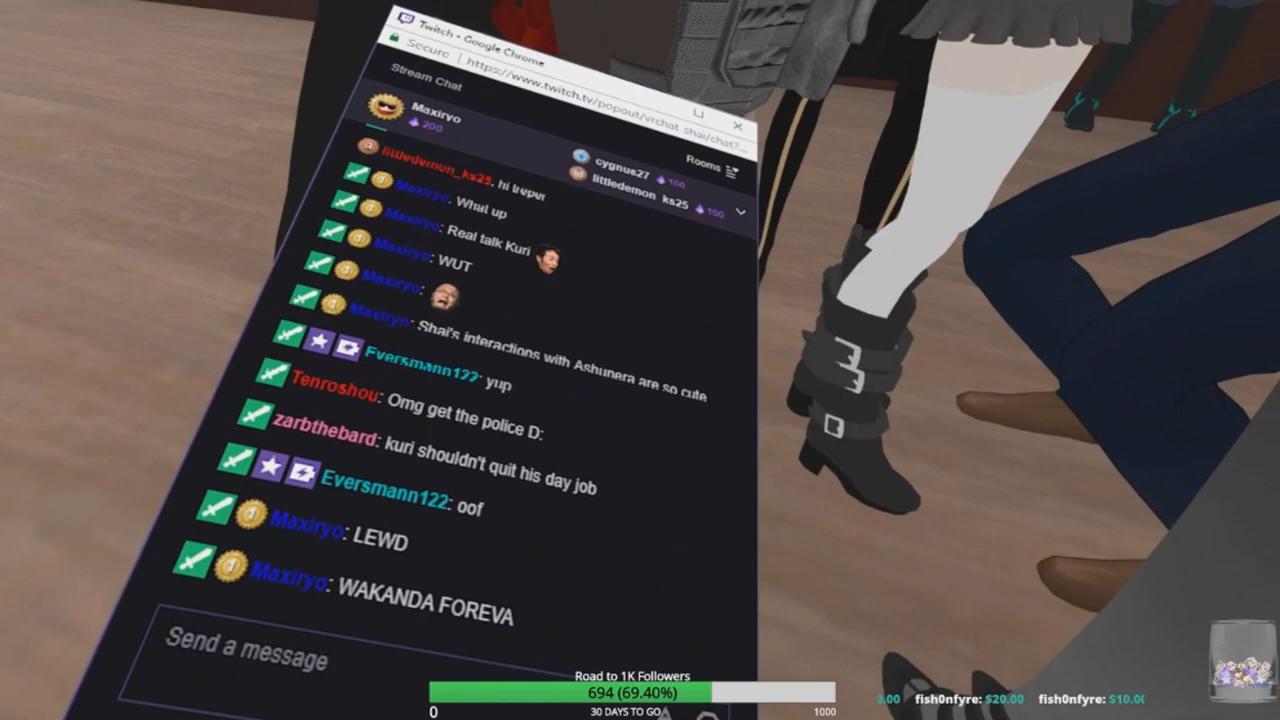 Twitch - Google Chrome
Secure | https://www.twitch.tv/popout/vrchat_shai/chat?...
Stream Chat
Rooms
Maxiryo
200
cygnus27 100
littledemon_ks25 100
littledemon_ks25: hi
Maxiryo: What up
Maxiryo: Real talk Kuri
Maxiryo: WUT
Maxiryo:
Maxiryo: Shai's interactions with Ashunera are so cute
Eversmann122: yup
Tenroshou: Omg get the police D:
zarbthebard: kuri shouldn't quit his day job
Eversmann122: oof
Maxiryo: LEWD
Maxiryo: WAKANDA FOREVA
Send a message
Road to 1K Followers
694 (69.40%)
0 30 DAYS TO GO 1000
0.00 fish0nfyre: $20.00 fish0nfyre: $10.00